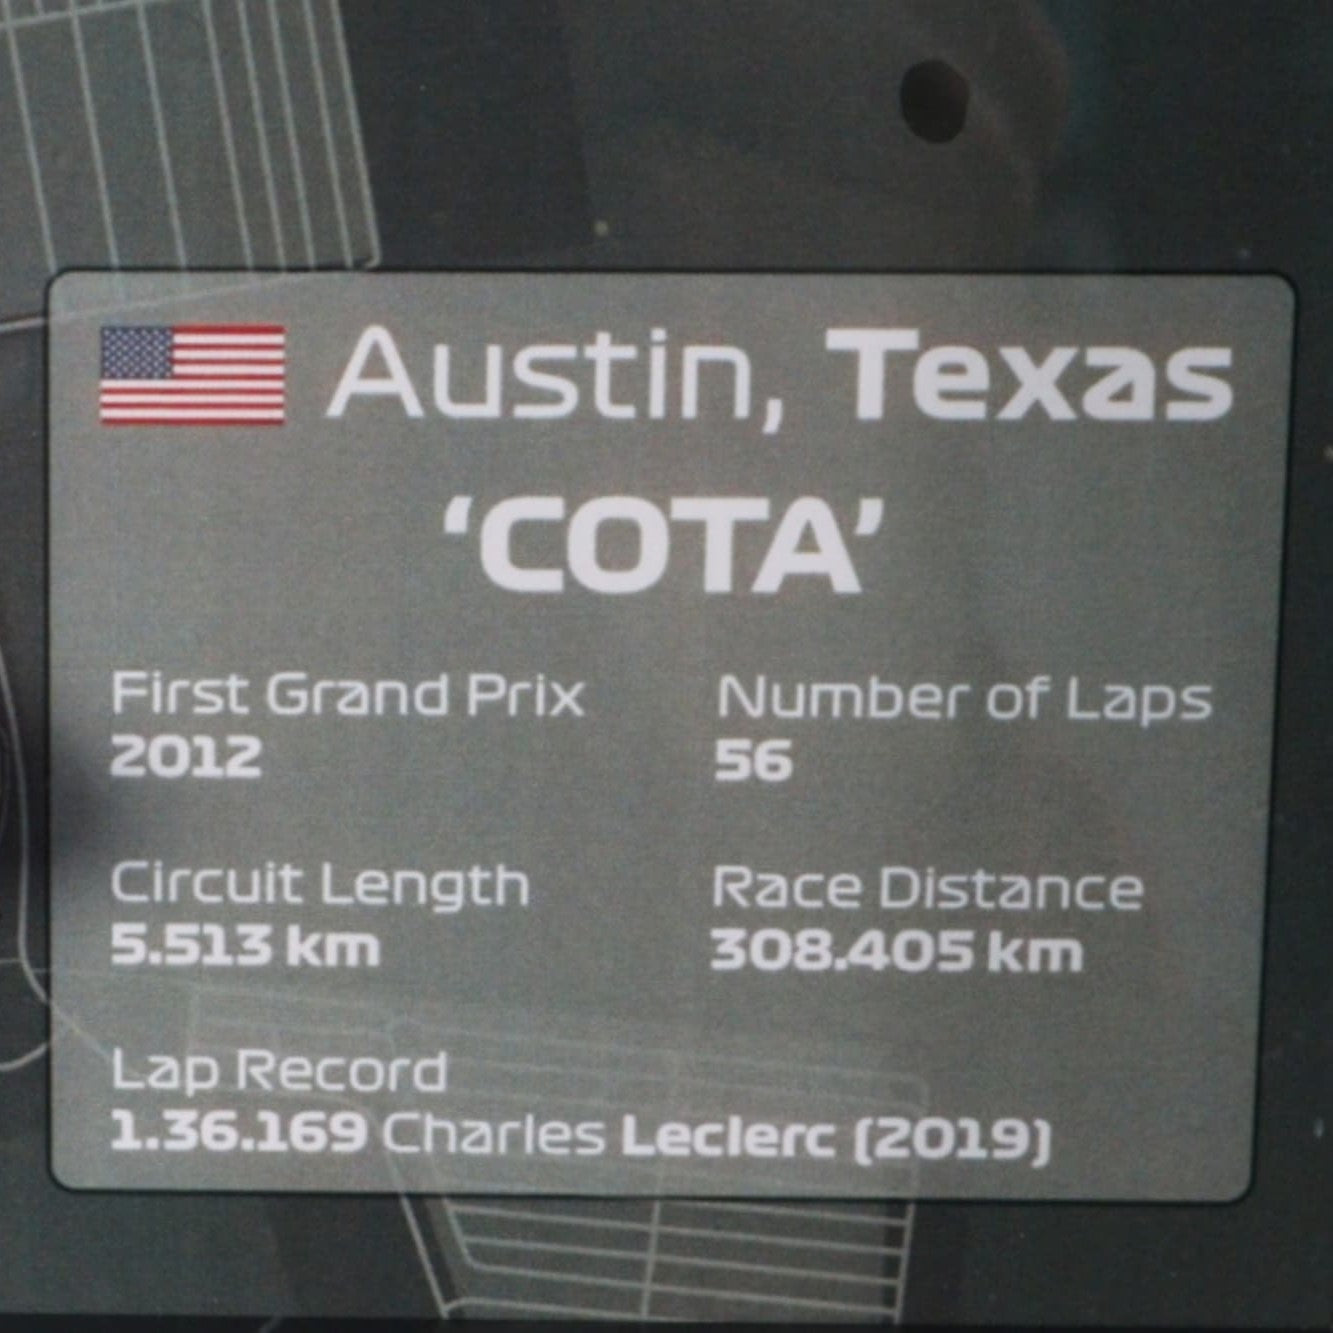 Austin, Texas
‘COTA’
First Grand Prix
2012
Number of Laps
56
Circuit Length
5.513 km
Race Distance
308.405 km
Lap Record
1.36.169 Charles Leclerc (2019)